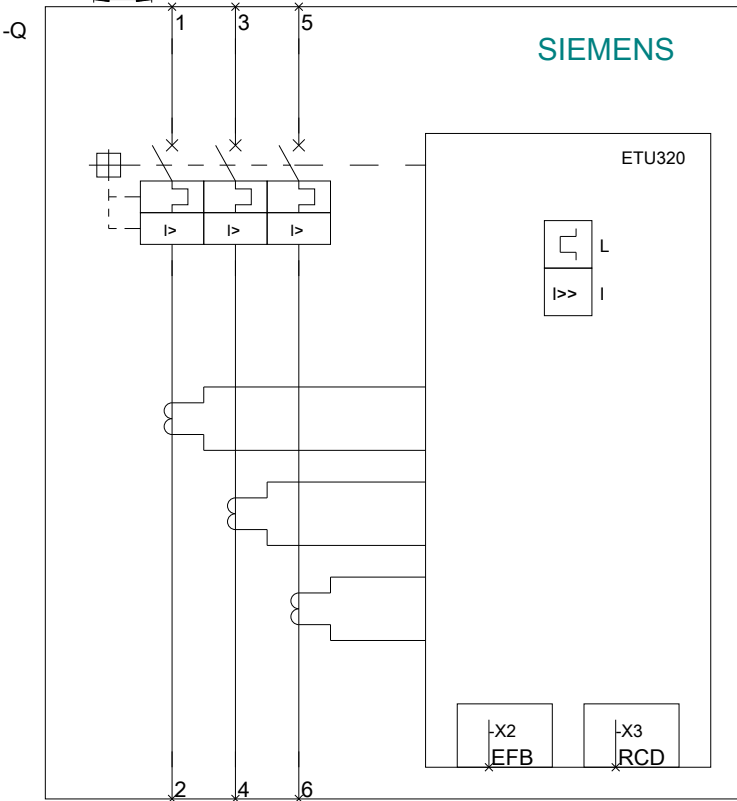 -Q
1 3 5
SIEMENS
ETU320
I> I> I>
L
I>> I
-X2
EFB
-X3
RCD
2 4 6